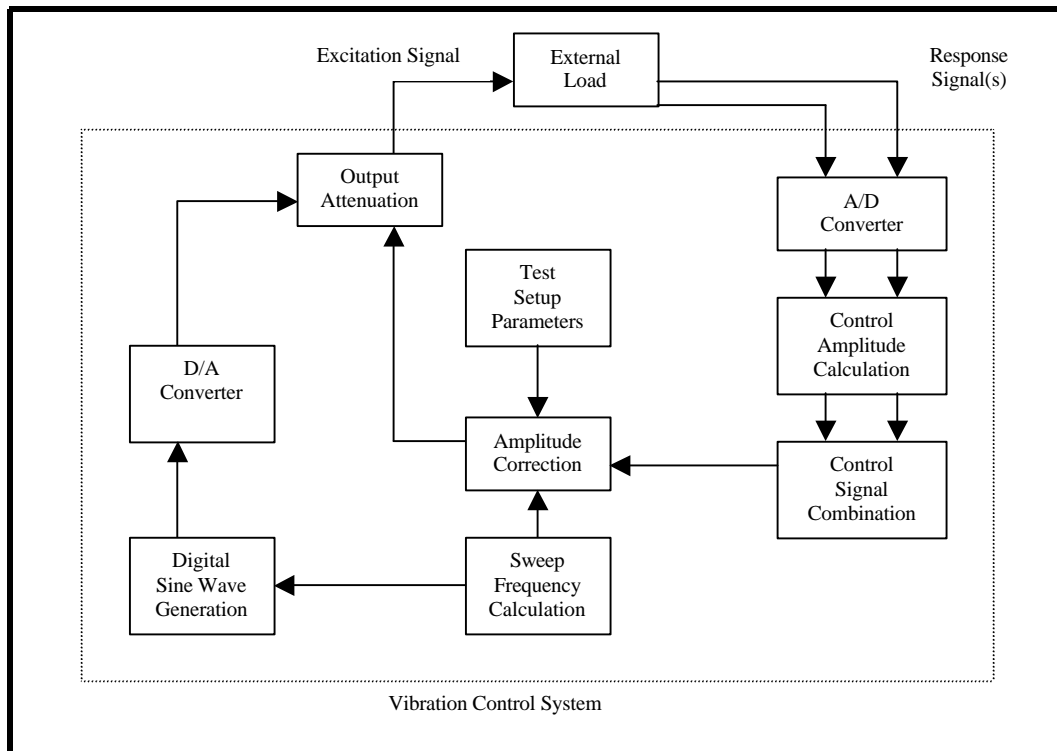 Excitation Signal
External
Load
Response
Signal(s)
Output
Attenuation
A/D
Converter
Test
Setup
Parameters
Control
Amplitude
Calculation
D/A
Converter
Amplitude
Correction
Control
Signal
Combination
Digital
Sine Wave
Generation
Sweep
Frequency
Calculation
Vibration Control System